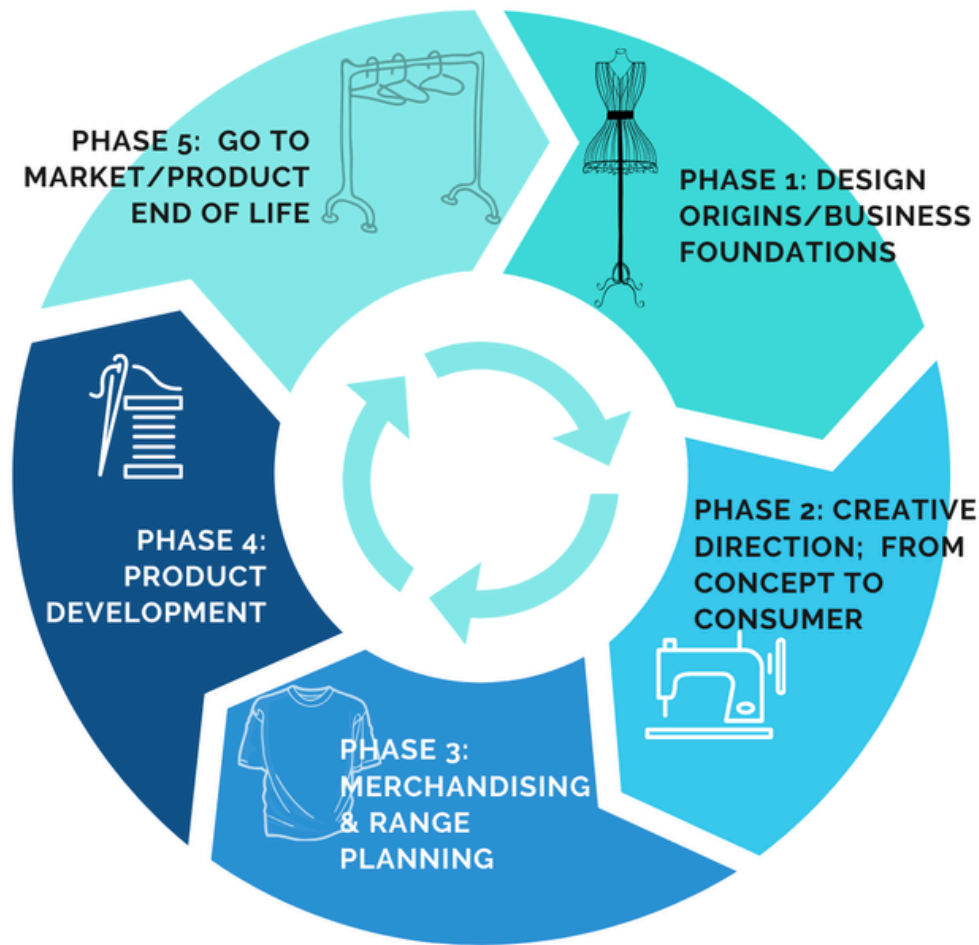 PHASE 1: DESIGN
ORIGINS/BUSINESS
FOUNDATIONS
PHASE 2: CREATIVE
DIRECTION; FROM
CONCEPT TO
CONSUMER
PHASE 3:
MERCHANDISING
& RANGE
PLANNING
PHASE 4:
PRODUCT
DEVELOPMENT
PHASE 5: GO TO
MARKET/PRODUCT
END OF LIFE